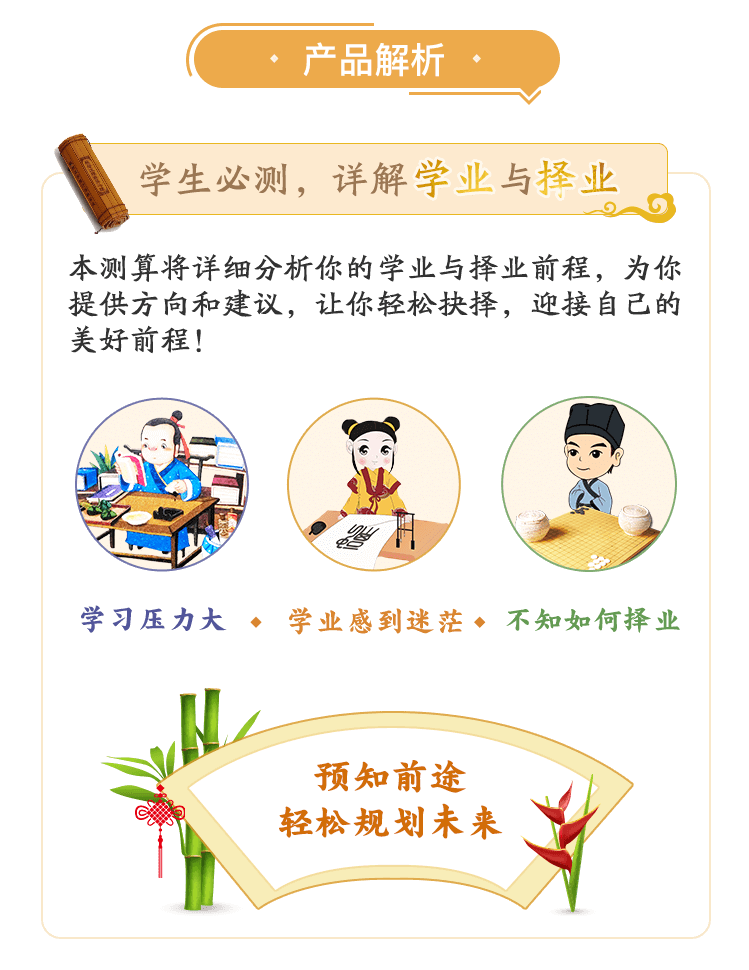 产品解析
学生必测，详解学业与择业
本测算将详细分析你的学业与择业前程，为你
提供方向和建议，让你轻松抉择，迎接自己的
美好前程！
学习压力大
学业感到迷茫
不知如何择业
预知前途
轻松规划未来